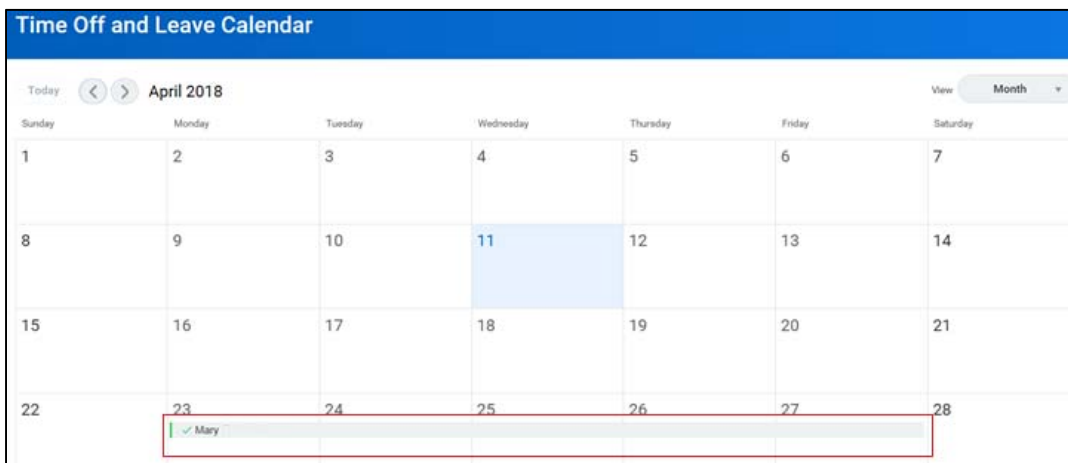 Time Off and Leave Calendar
Today April 2018 View Month
Sunday Monday Tuesday Wednesday Thursday Friday Saturday
1 2 3 4 5 6 7
8 9 10 11 12 13 14
15 16 17 18 19 20 21
22 23 24 25 26 27 28
Mary